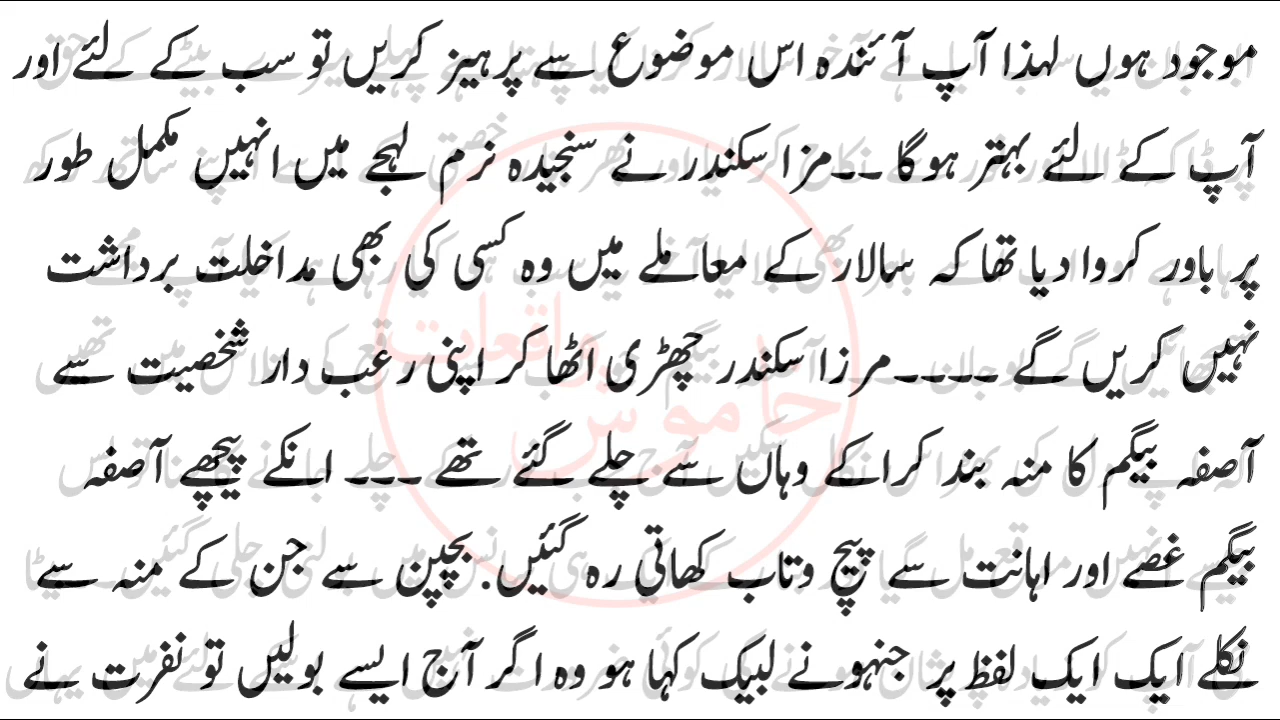 موجود ہوں لہذا آپ آئندہ اس موضوع سے پرہیز کریں تو سب کے لئے اور
آپ کے لئے بہتر ہوگا ۔۔مزا سکندر نے سنجیدہ نرم لہجے میں انہیں مکمل طور
پر باور کروا دیا تھا کہ سالار کے معاملے میں وہ کسی کی بھی مداخلت برداشت
نہیں کریں گے ۔۔۔۔مرزا سکندر چھڑی اٹھا کر اپنی رعب دار شخصیت سے
آصفہ بیگم کا منہ بند کرا کے وہاں سے چلے گئے تھے ۔۔۔ انکے پیچھے آصفہ
بیگم غصے اور اہانت سے پیچ و تاب کھاتی رہ گئیں. بچپن سے جن کے منہ سے
نکلے ایک ایک لفظ پر جنہونے لبیک کہا ہو وہ اگر آج ایسے بولیں تو نفرت نے
خاموش واقعات